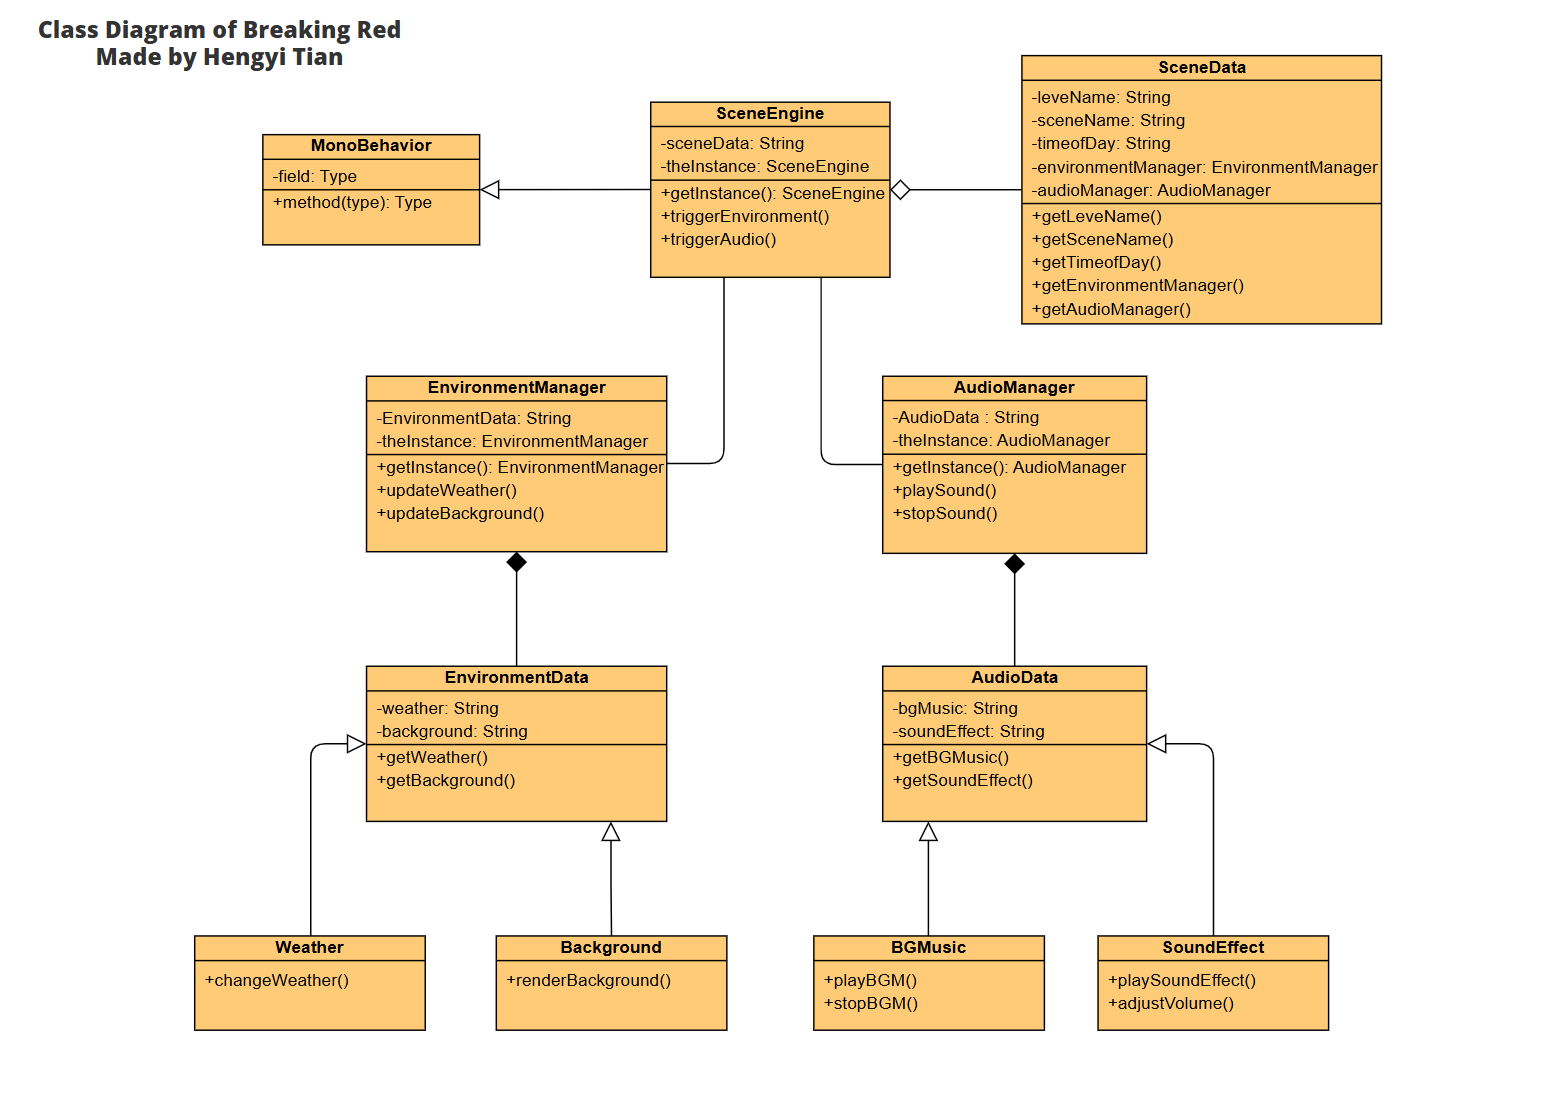 Class Diagram of Breaking Red
Made by Hengyi Tian
SceneData
-leveName: String
-sceneName: String
-timeofDay: String
-environmentManager: EnvironmentManager
-audioManager: AudioManager
+getLeveName()
+getSceneName()
+getTimeofDay()
+getEnvironmentManager()
+getAudioManager()
SceneEngine
-sceneData: String
-theInstance: SceneEngine
+getInstance(): SceneEngine
+triggerEnvironment()
+triggerAudio()
MonoBehavior
-field: Type
+method(type): Type
EnvironmentManager
-EnvironmentData: String
-theInstance: EnvironmentManager
+getInstance(): EnvironmentManager
+updateWeather()
+updateBackground()
AudioManager
-AudioData : String
-theInstance: AudioManager
+getInstance(): AudioManager
+playSound()
+stopSound()
EnvironmentData
-weather: String
-background: String
+getWeather()
+getBackground()
AudioData
-bgMusic: String
-soundEffect: String
+getBGMusic()
+getSoundEffect()
Weather
+changeWeather()
Background
+renderBackground()
BGMusic
+playBGM()
+stopBGM()
SoundEffect
+playSoundEffect()
+adjustVolume()